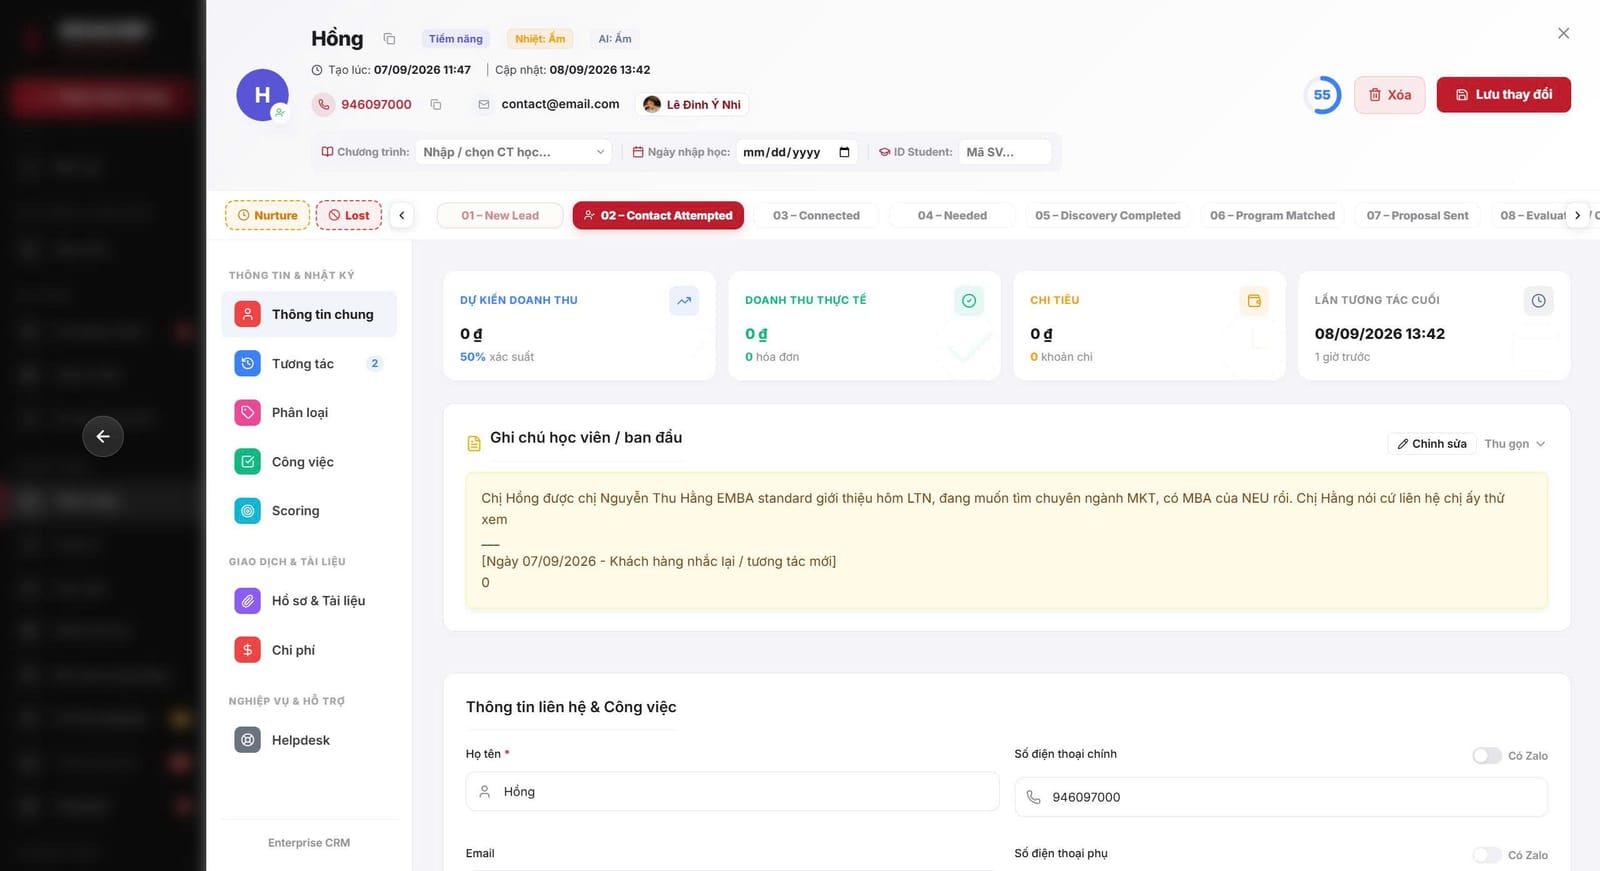 Hồng
Tiềm năng
Nhiệt: Ấm
AI: Ấm
Tạo lúc: 07/09/2026 11:47 | Cập nhật: 08/09/2026 13:42
H
946097000
contact@email.com
Lê Đinh Ý Nhi
55
Xóa
Lưu thay đổi
Chương trình: Nhập / chọn CT học...
Ngày nhập học: mm/dd/yyyy
ID Student: Mã SV...
Nurture
Lost
01 – New Lead
02 – Contact Attempted
03 – Connected
04 – Needed
05 – Discovery Completed
06 – Program Matched
07 – Proposal Sent
THÔNG TIN & NHẬT KÝ
Thông tin chung
Tương tác 2
Phân loại
Công việc
Scoring
GIAO DỊCH & TÀI LIỆU
Hồ sơ & Tài liệu
Chi phí
NGHIỆP VỤ & HỖ TRỢ
Helpdesk
Enterprise CRM
DỰ KIẾN DOANH THU
0 ₫
50% xác suất
DOANH THU THỰC TẾ
0 ₫
0 hóa đơn
CHI TIÊU
0 ₫
0 khoản chi
LẦN TƯƠNG TÁC CUỐI
08/09/2026 13:42
1 giờ trước
Ghi chú học viên / ban đầu
Chỉnh sửa
Thu gọn
Chị Hồng được chị Nguyễn Thu Hằng EMBA standard giới thiệu hôm LTN, đang muốn tìm chuyên ngành MKT, có MBA của NEU rồi. Chị Hằng nói cứ liên hệ chị ấy thử
xem
___
[Ngày 07/09/2026 - Khách hàng nhắc lại / tương tác mới]
0
Thông tin liên hệ & Công việc
Họ tên *
Hồng
Số điện thoại chính
Có Zalo
946097000
Email
Số điện thoại phụ
Có Zalo